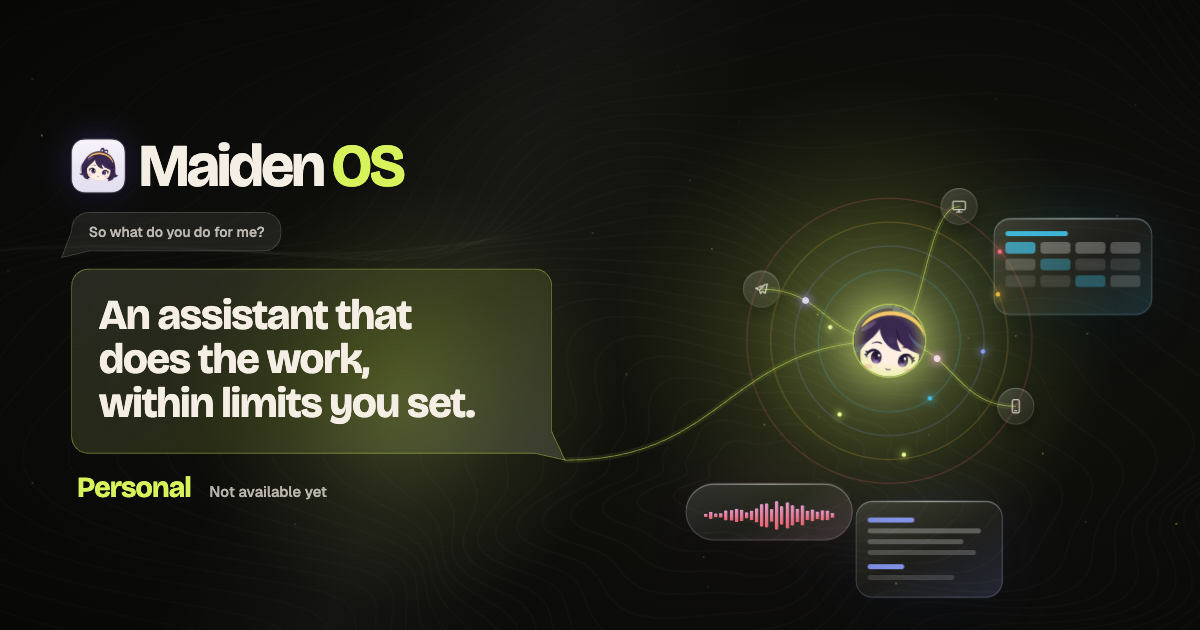 Maiden OS
So what do you do for me?
An assistant that
does the work,
within limits you set.
Personal Not available yet